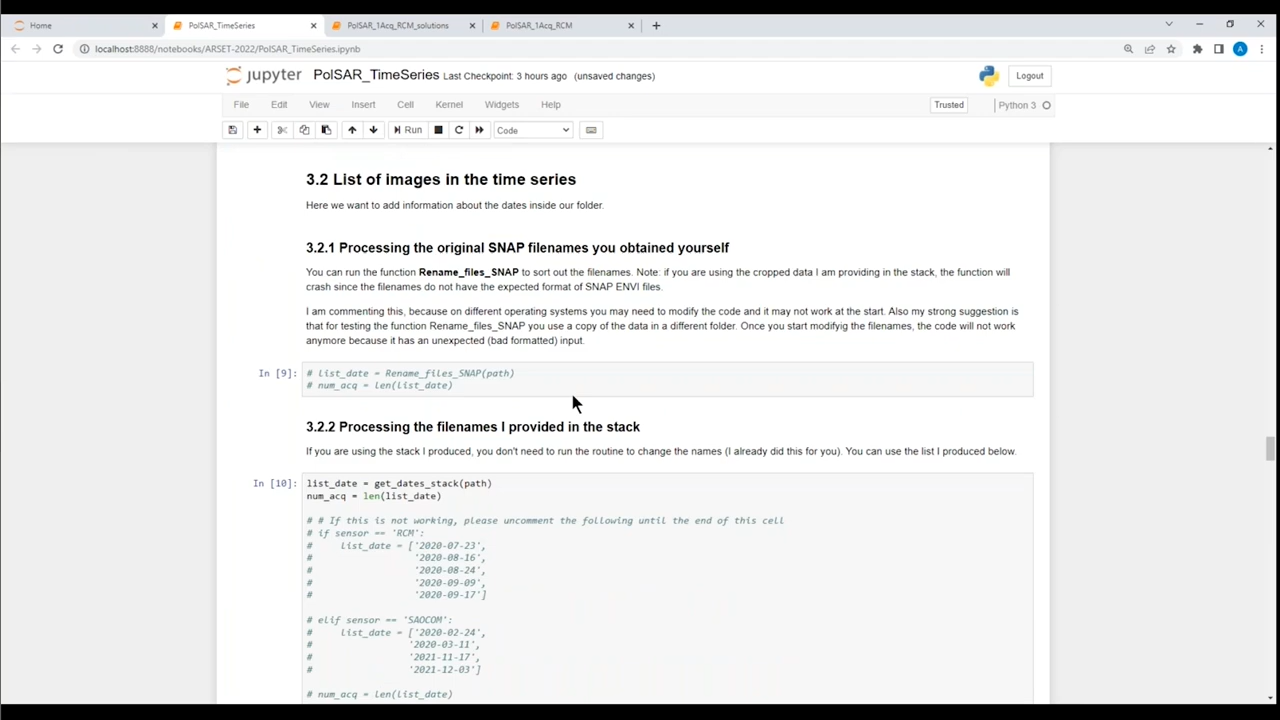 Home
PolSAR_TimeSeries
PolSAR_1Acq_RCM_solutions
PolSAR_1Acq_RCM
localhost:8888/notebooks/ARSET-2022/PolSAR_TimeSeries.ipynb
A
jupyter PolSAR_TimeSeries Last Checkpoint: 3 hours ago (unsaved changes)
Logout
File Edit View Insert Cell Kernel Widgets Help
Trusted
Python 3
Run
Code
3.2 List of images in the time series
Here we want to add information about the dates inside our folder.
3.2.1 Processing the original SNAP filenames you obtained yourself
You can run the function Rename_files_SNAP to sort out the filenames. Note: if you are using the cropped data I am providing in the stack, the function will
crash since the filenames do not have the expected format of SNAP ENVI files.
I am commenting this, because on different operating systems you may need to modify the code and it may not work at the start. Also my strong suggestion is
that for testing the function Rename_files_SNAP you use a copy of the data in a different folder. Once you start modifyig the filenames, the code will not work
anymore because it has an unexpected (bad formatted) input.
In [9]: # list_date = Rename_files_SNAP(path)
# num_acq = len(list_date)
3.2.2 Processing the filenames I provided in the stack
If you are using the stack I produced, you don't need to run the routine to change the names (I already did this for you). You can use the list I produced below.
In [10]: list_date = get_dates_stack(path)
num_acq = len(list_date)
# # If this is not working, please uncomment the following until the end of this cell
# if sensor == 'RCM':
# list_date = ['2020-07-23',
# '2020-08-16',
# '2020-08-24',
# '2020-09-09',
# '2020-09-17']
# elif sensor == 'SAOCOM':
# list_date = ['2020-02-24',
# '2020-03-11',
# '2021-11-17',
# '2021-12-03']
# num_acq = len(list_date)